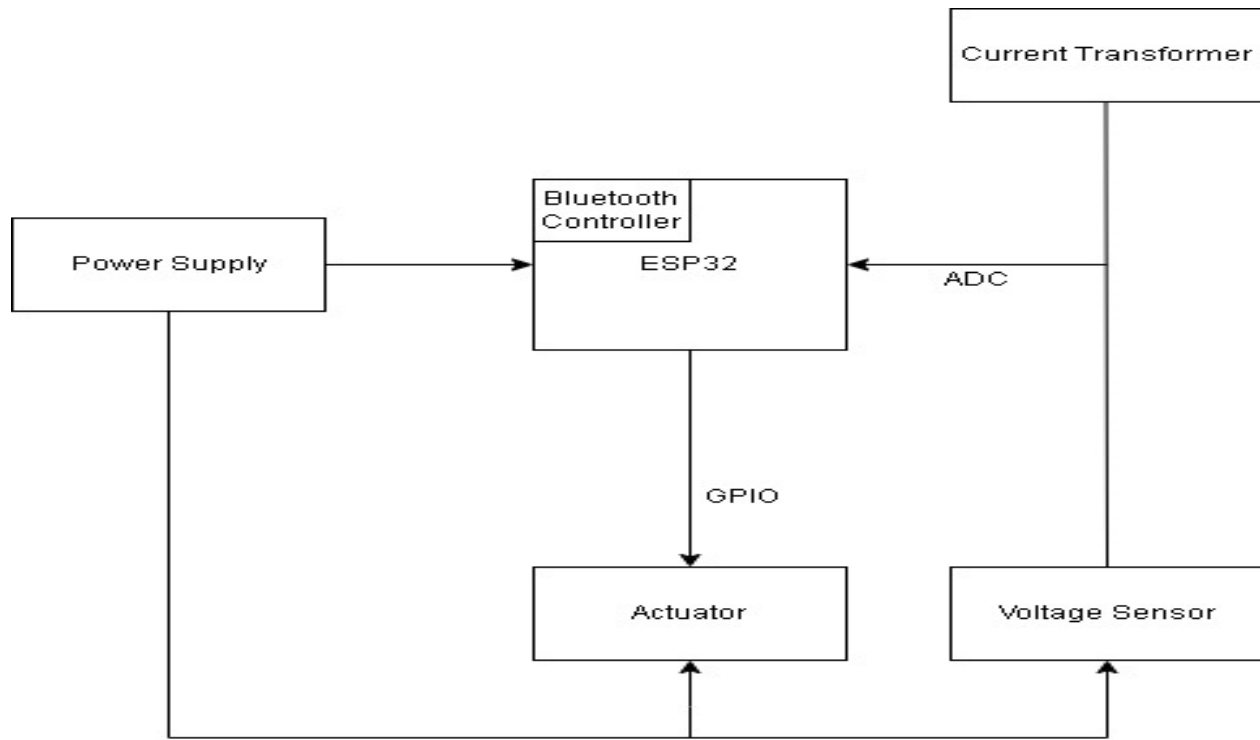 Current Transformer
Bluetooth
Controller
Power Supply
ESP32
ADC
GPIO
Actuator
Voltage Sensor